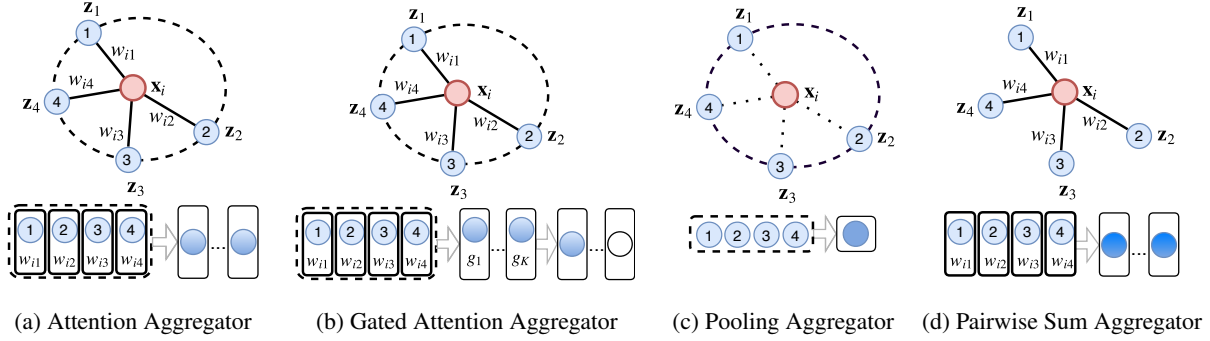 z1
1
wi1
wi4
xi
z4
4
wi3
wi2
2
z2
3
z3
1 2 3 4
wi1 wi2 wi3 wi4
...
(a) Attention Aggregator
z1
1
wi1
wi4
xi
z4
4
wi3
wi2
2
z2
3
z3
1 2 3 4
wi1 wi2 wi3 wi4
g1 ... gK
...
(b) Gated Attention Aggregator
z1
1
xi
z4
4
2
z2
3
z3
1 2 3 4
(c) Pooling Aggregator
z1
1
wi1
wi4
xi
z4
4
wi3
wi2
2
z2
3
z3
1 2 3 4
wi1 wi2 wi3 wi4
...
(d) Pairwise Sum Aggregator